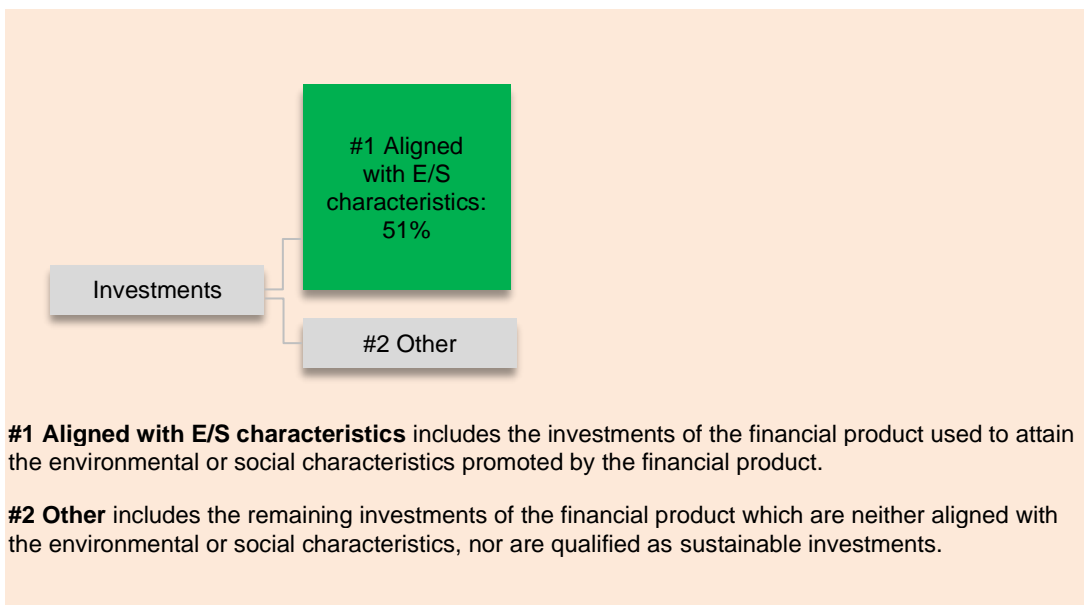 #1 Aligned
with E/S
characteristics:
51%
Investments
#2 Other
#1 Aligned with E/S characteristics includes the investments of the financial product used to attain
the environmental or social characteristics promoted by the financial product.
#2 Other includes the remaining investments of the financial product which are neither aligned with
the environmental or social characteristics, nor are qualified as sustainable investments.